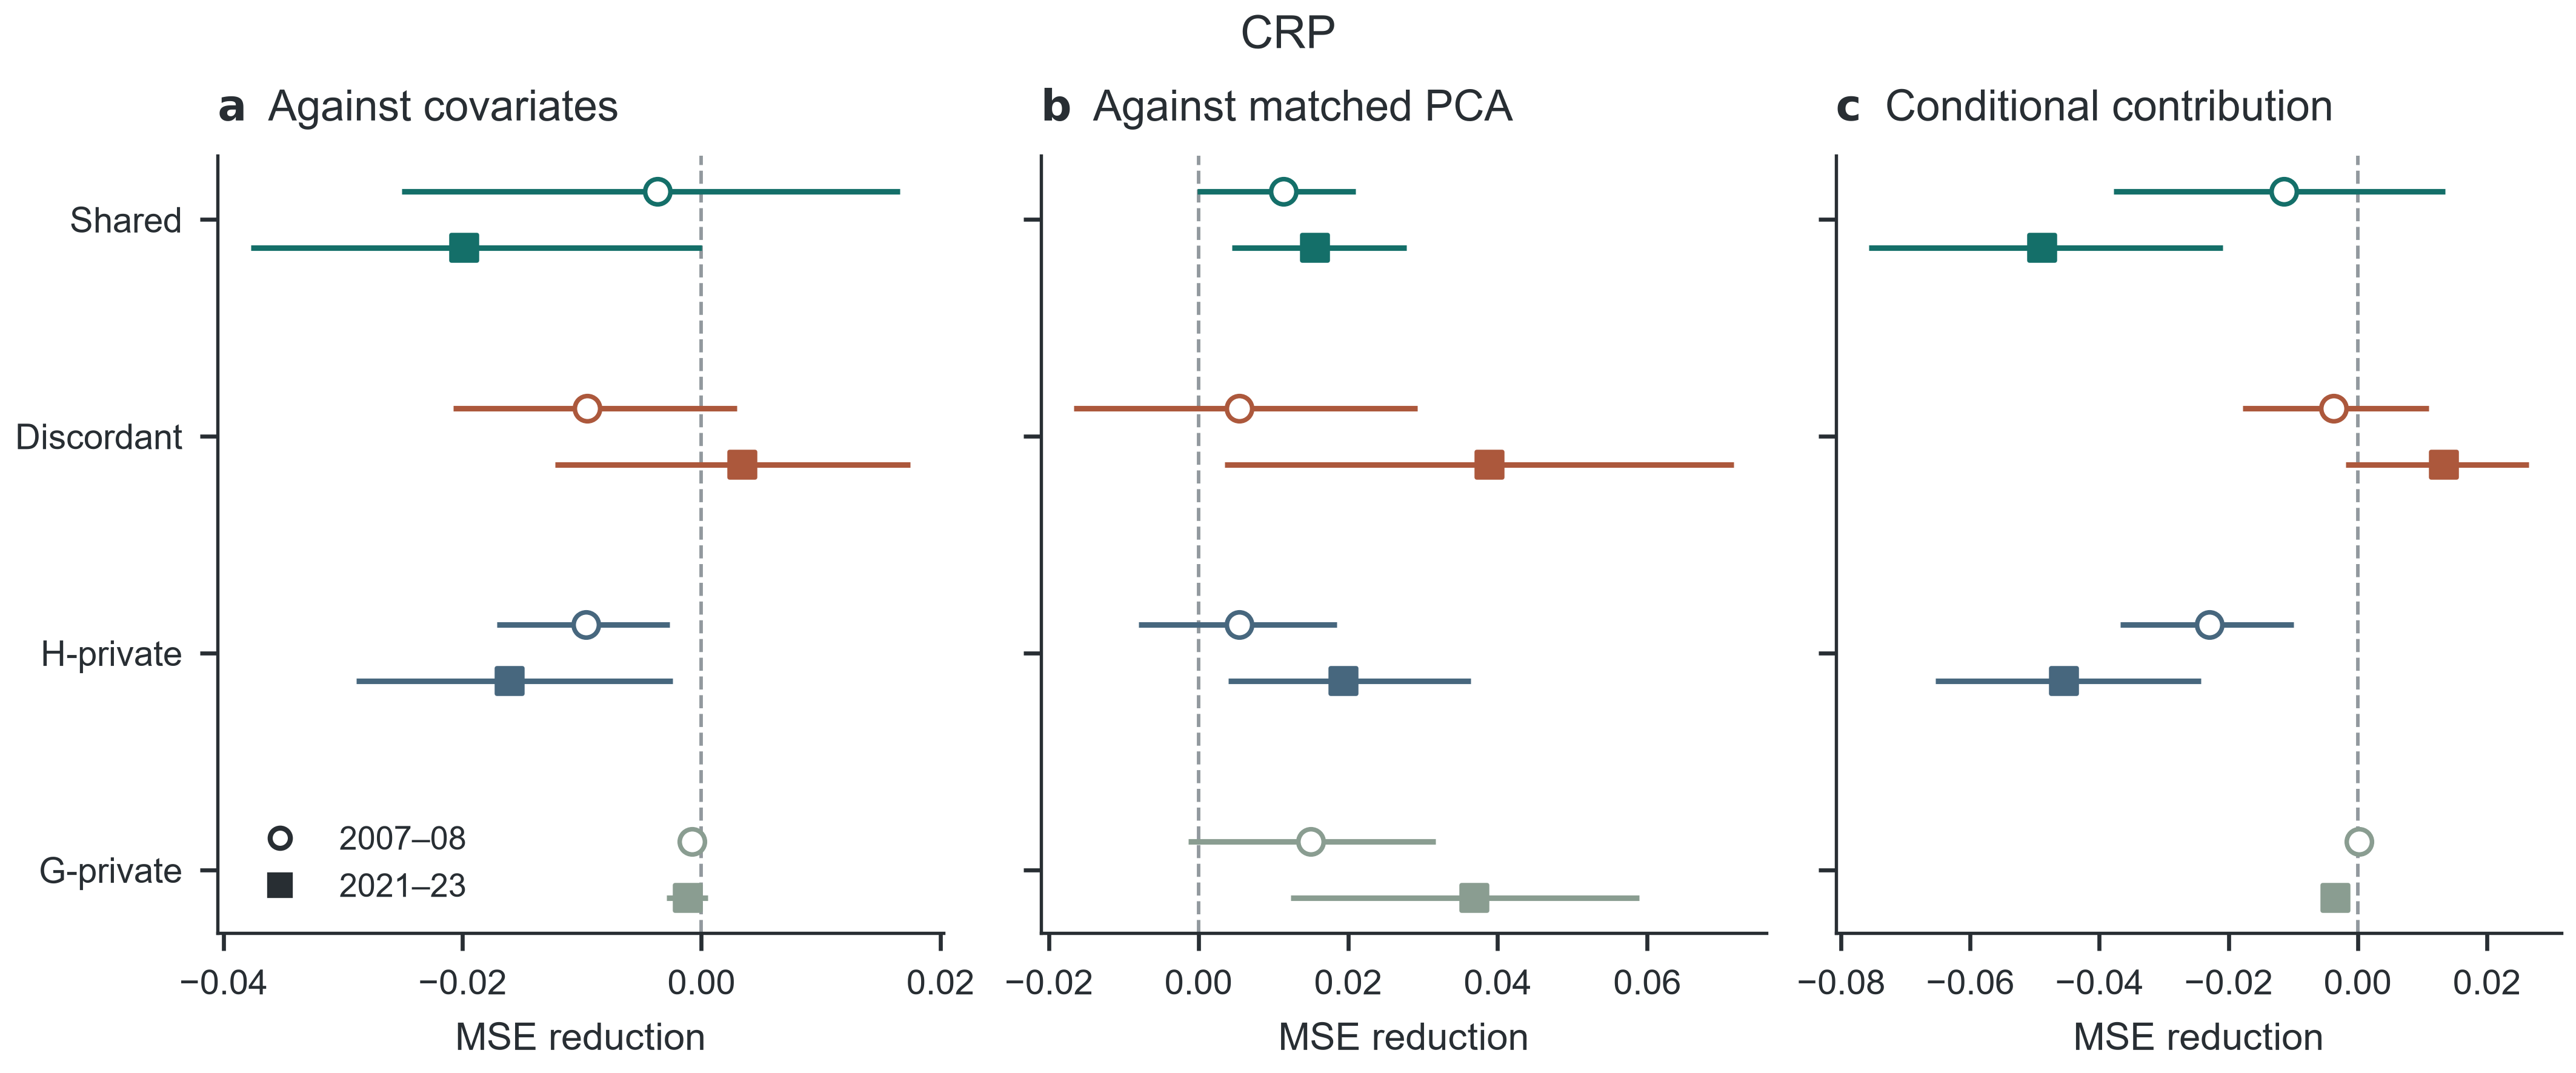 CRP
a Against covariates
b Against matched PCA
c Conditional contribution
Shared
Discordant
H-private
G-private
2007–08
2021–23
−0.04 −0.02 0.00 0.02
−0.02 0.00 0.02 0.04 0.06
−0.08 −0.06 −0.04 −0.02 0.00 0.02
MSE reduction
MSE reduction
MSE reduction